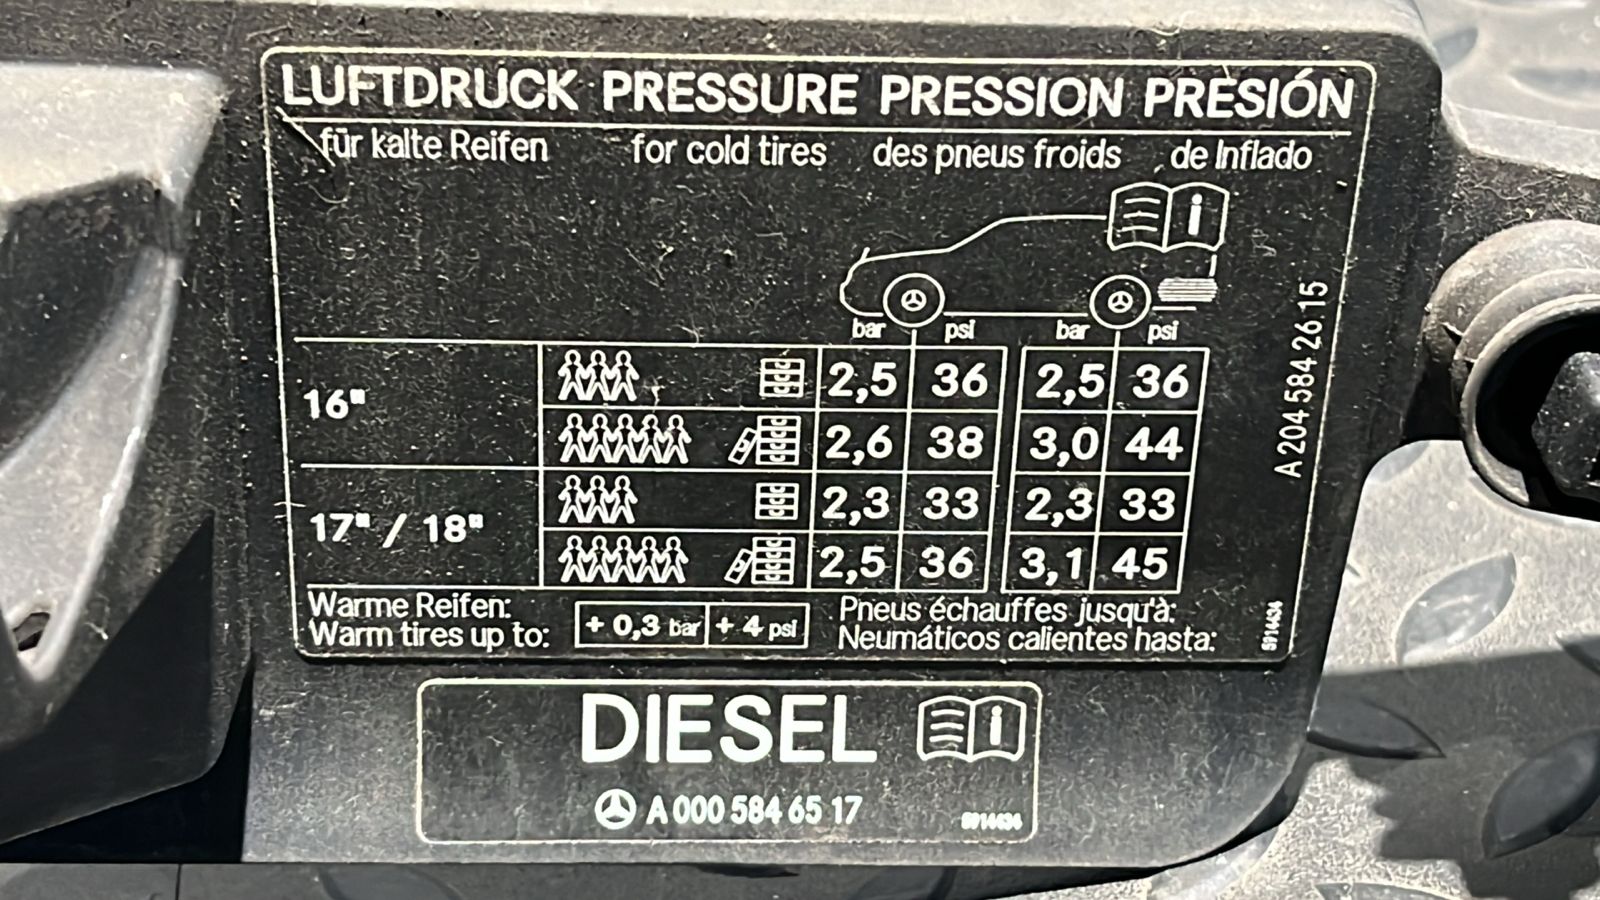 LUFTDRUCK PRESSURE PRESSION PRESIÓN
für kalte Reifen for cold tires des pneus froids de Inflado
i
bar psi bar psi
16"
2,5 36 2,5 36
2,6 38 3,0 44
17" / 18"
2,3 33 2,3 33
2,5 36 3,1 45
Warme Reifen:
Warm tires up to:
+ 0,3 bar + 4 psi
Pneus échauffes jusqu'à:
Neumáticos calientes hasta:
A 204 584 26 15
5914434
DIESEL i
A 000 584 65 17
5914434